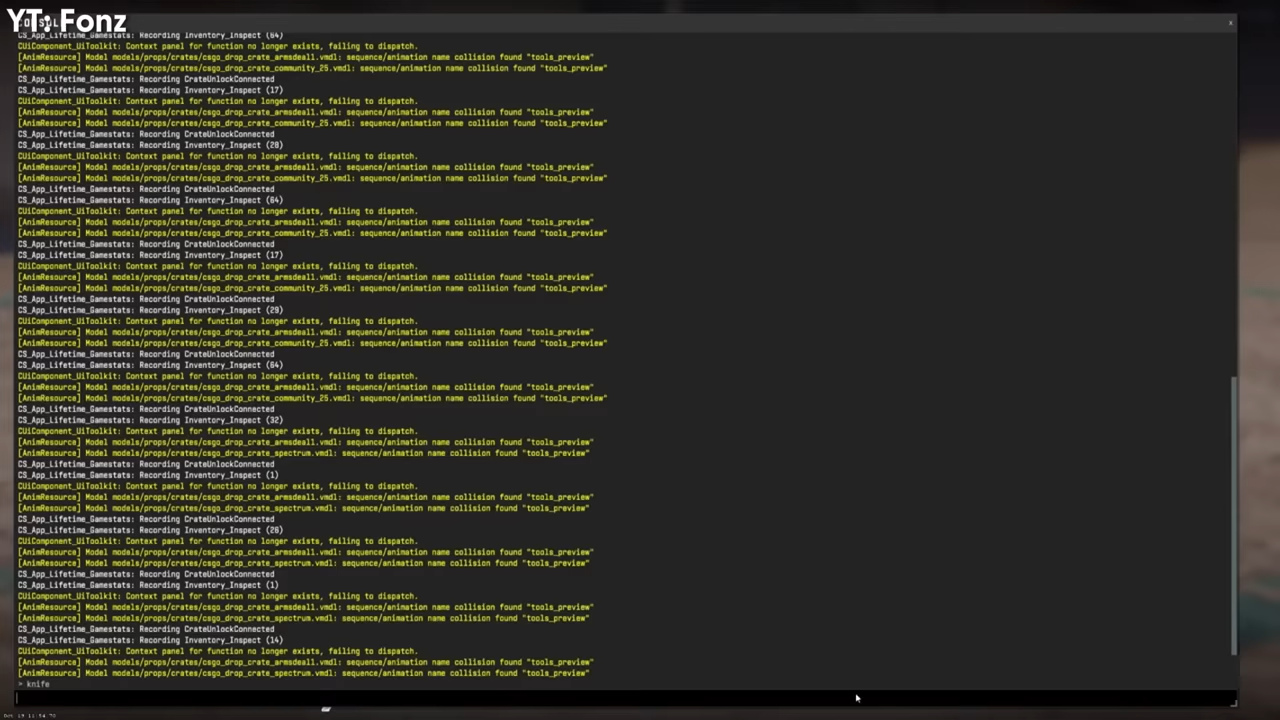 YT: Fonz
CS_App_Lifetime_Gamestats: Recording Inventory_Inspect (64)
CUiComponent_UiToolkit: Context panel for function no longer exists, failing to dispatch.
[AnimResource] Model models/props/crates/csgo_drop_crate_armsdeal1.vmdl: sequence/animation name collision found "tools_preview"
[AnimResource] Model models/props/crates/csgo_drop_crate_community_25.vmdl: sequence/animation name collision found "tools_preview"
CS_App_Lifetime_Gamestats: Recording CrateUnlockConnected
CS_App_Lifetime_Gamestats: Recording Inventory_Inspect (17)
CUiComponent_UiToolkit: Context panel for function no longer exists, failing to dispatch.
[AnimResource] Model models/props/crates/csgo_drop_crate_armsdeal1.vmdl: sequence/animation name collision found "tools_preview"
[AnimResource] Model models/props/crates/csgo_drop_crate_community_25.vmdl: sequence/animation name collision found "tools_preview"
CS_App_Lifetime_Gamestats: Recording CrateUnlockConnected
CS_App_Lifetime_Gamestats: Recording Inventory_Inspect (28)
CUiComponent_UiToolkit: Context panel for function no longer exists, failing to dispatch.
[AnimResource] Model models/props/crates/csgo_drop_crate_armsdeal1.vmdl: sequence/animation name collision found "tools_preview"
[AnimResource] Model models/props/crates/csgo_drop_crate_community_25.vmdl: sequence/animation name collision found "tools_preview"
CS_App_Lifetime_Gamestats: Recording CrateUnlockConnected
CS_App_Lifetime_Gamestats: Recording Inventory_Inspect (64)
CUiComponent_UiToolkit: Context panel for function no longer exists, failing to dispatch.
[AnimResource] Model models/props/crates/csgo_drop_crate_armsdeal1.vmdl: sequence/animation name collision found "tools_preview"
[AnimResource] Model models/props/crates/csgo_drop_crate_community_25.vmdl: sequence/animation name collision found "tools_preview"
CS_App_Lifetime_Gamestats: Recording CrateUnlockConnected
CS_App_Lifetime_Gamestats: Recording Inventory_Inspect (17)
CUiComponent_UiToolkit: Context panel for function no longer exists, failing to dispatch.
[AnimResource] Model models/props/crates/csgo_drop_crate_armsdeal1.vmdl: sequence/animation name collision found "tools_preview"
[AnimResource] Model models/props/crates/csgo_drop_crate_community_25.vmdl: sequence/animation name collision found "tools_preview"
CS_App_Lifetime_Gamestats: Recording CrateUnlockConnected
CS_App_Lifetime_Gamestats: Recording Inventory_Inspect (29)
CUiComponent_UiToolkit: Context panel for function no longer exists, failing to dispatch.
[AnimResource] Model models/props/crates/csgo_drop_crate_armsdeal1.vmdl: sequence/animation name collision found "tools_preview"
[AnimResource] Model models/props/crates/csgo_drop_crate_community_25.vmdl: sequence/animation name collision found "tools_preview"
CS_App_Lifetime_Gamestats: Recording CrateUnlockConnected
CS_App_Lifetime_Gamestats: Recording Inventory_Inspect (64)
CUiComponent_UiToolkit: Context panel for function no longer exists, failing to dispatch.
[AnimResource] Model models/props/crates/csgo_drop_crate_armsdeal1.vmdl: sequence/animation name collision found "tools_preview"
[AnimResource] Model models/props/crates/csgo_drop_crate_community_25.vmdl: sequence/animation name collision found "tools_preview"
CS_App_Lifetime_Gamestats: Recording CrateUnlockConnected
CS_App_Lifetime_Gamestats: Recording Inventory_Inspect (32)
CUiComponent_UiToolkit: Context panel for function no longer exists, failing to dispatch.
[AnimResource] Model models/props/crates/csgo_drop_crate_armsdeal1.vmdl: sequence/animation name collision found "tools_preview"
[AnimResource] Model models/props/crates/csgo_drop_crate_spectrum.vmdl: sequence/animation name collision found "tools_preview"
CS_App_Lifetime_Gamestats: Recording CrateUnlockConnected
CS_App_Lifetime_Gamestats: Recording Inventory_Inspect (1)
CUiComponent_UiToolkit: Context panel for function no longer exists, failing to dispatch.
[AnimResource] Model models/props/crates/csgo_drop_crate_armsdeal1.vmdl: sequence/animation name collision found "tools_preview"
[AnimResource] Model models/props/crates/csgo_drop_crate_spectrum.vmdl: sequence/animation name collision found "tools_preview"
CS_App_Lifetime_Gamestats: Recording CrateUnlockConnected
CS_App_Lifetime_Gamestats: Recording Inventory_Inspect (26)
CUiComponent_UiToolkit: Context panel for function no longer exists, failing to dispatch.
[AnimResource] Model models/props/crates/csgo_drop_crate_armsdeal1.vmdl: sequence/animation name collision found "tools_preview"
[AnimResource] Model models/props/crates/csgo_drop_crate_spectrum.vmdl: sequence/animation name collision found "tools_preview"
CS_App_Lifetime_Gamestats: Recording CrateUnlockConnected
CS_App_Lifetime_Gamestats: Recording Inventory_Inspect (1)
CUiComponent_UiToolkit: Context panel for function no longer exists, failing to dispatch.
[AnimResource] Model models/props/crates/csgo_drop_crate_armsdeal1.vmdl: sequence/animation name collision found "tools_preview"
[AnimResource] Model models/props/crates/csgo_drop_crate_spectrum.vmdl: sequence/animation name collision found "tools_preview"
CS_App_Lifetime_Gamestats: Recording CrateUnlockConnected
CS_App_Lifetime_Gamestats: Recording Inventory_Inspect (14)
CUiComponent_UiToolkit: Context panel for function no longer exists, failing to dispatch.
[AnimResource] Model models/props/crates/csgo_drop_crate_armsdeal1.vmdl: sequence/animation name collision found "tools_preview"
[AnimResource] Model models/props/crates/csgo_drop_crate_spectrum.vmdl: sequence/animation name collision found "tools_preview"
> knife